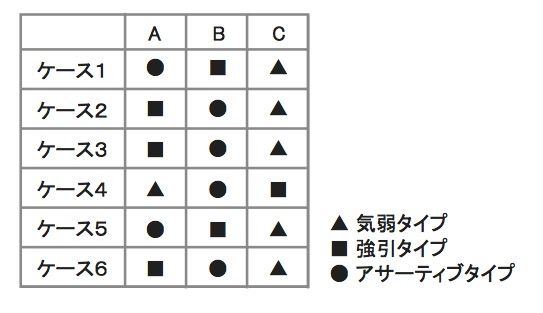 A B C
ケース1 ● ■ ▲
ケース2 ■ ● ▲
ケース3 ■ ● ▲
ケース4 ▲ ● ■
ケース5 ● ■ ▲
ケース6 ■ ● ▲
▲ 気弱タイプ
■ 強引タイプ
● アサーティブタイプ